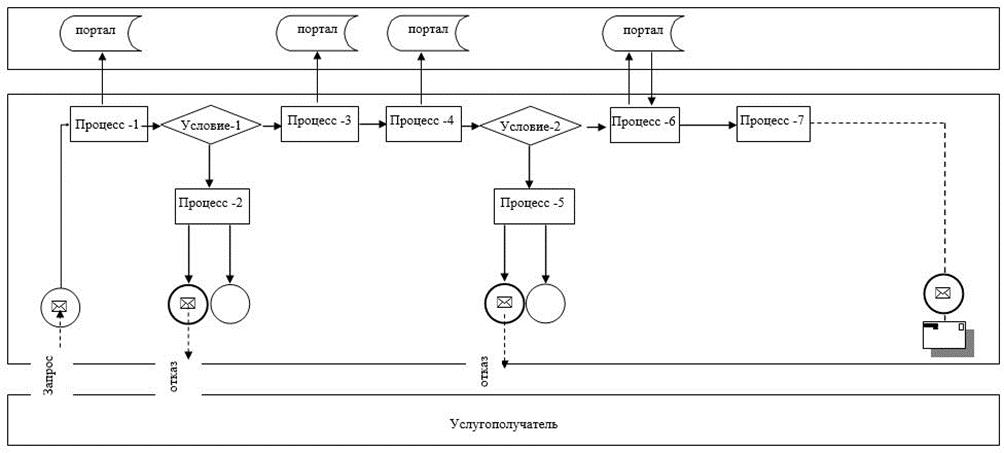 портал
портал
портал
портал
Процесс -1
Условие-1
Процесс -3
Процесс -4
Условие-2
Процесс -6
Процесс -7
Процесс -2
Процесс -5
Запрос
отказ
отказ
Услугополучатель